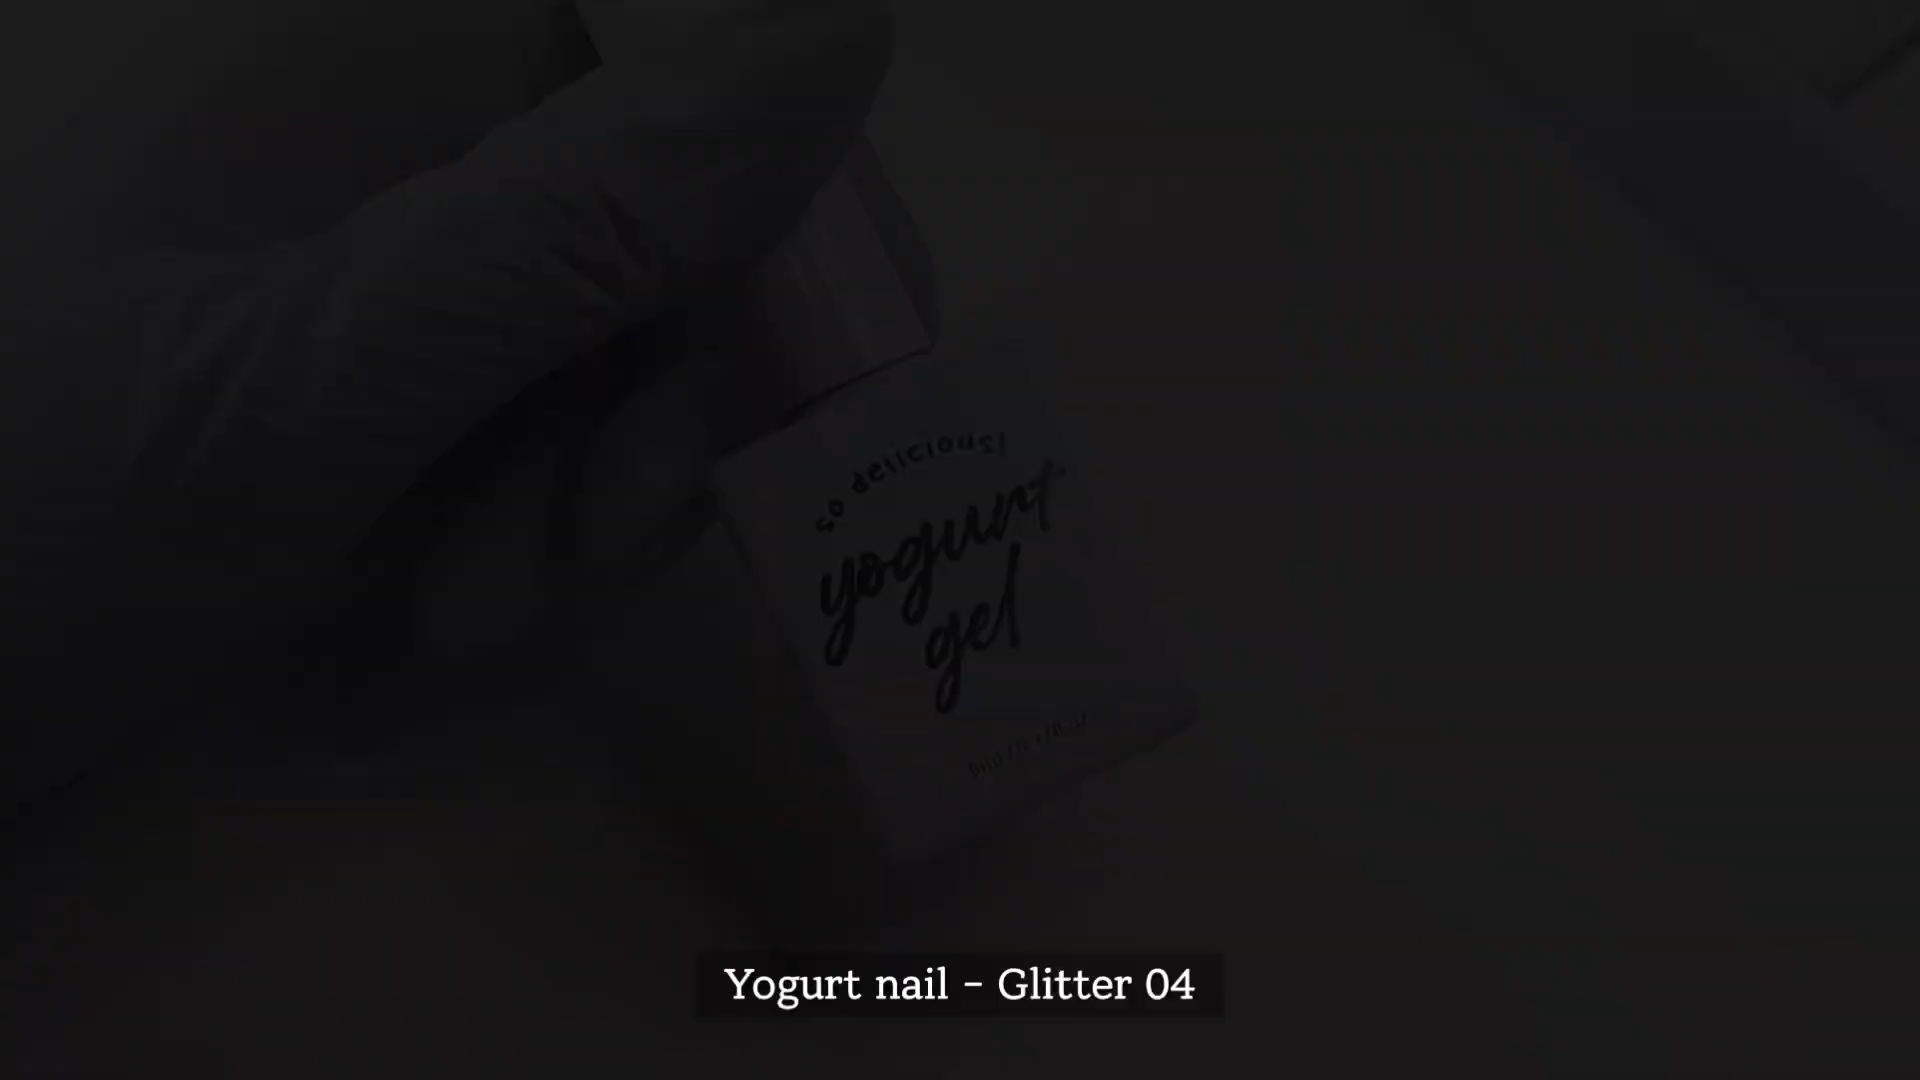 so delicious!
yogurt
gel
Yogurt nail - Glitter 04